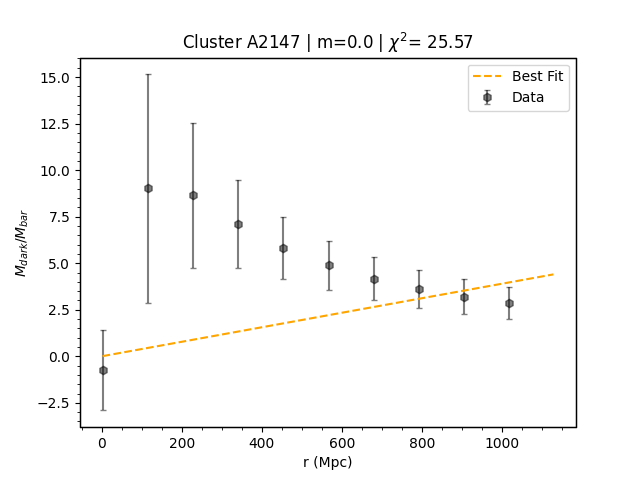 Cluster A2147 | m=0.0 | χ²= 25.57
Best Fit
Data
15.0
12.5
10.0
7.5
5.0
2.5
0.0
−2.5
M_dark/M_bar
0 200 400 600 800 1000
r (Mpc)